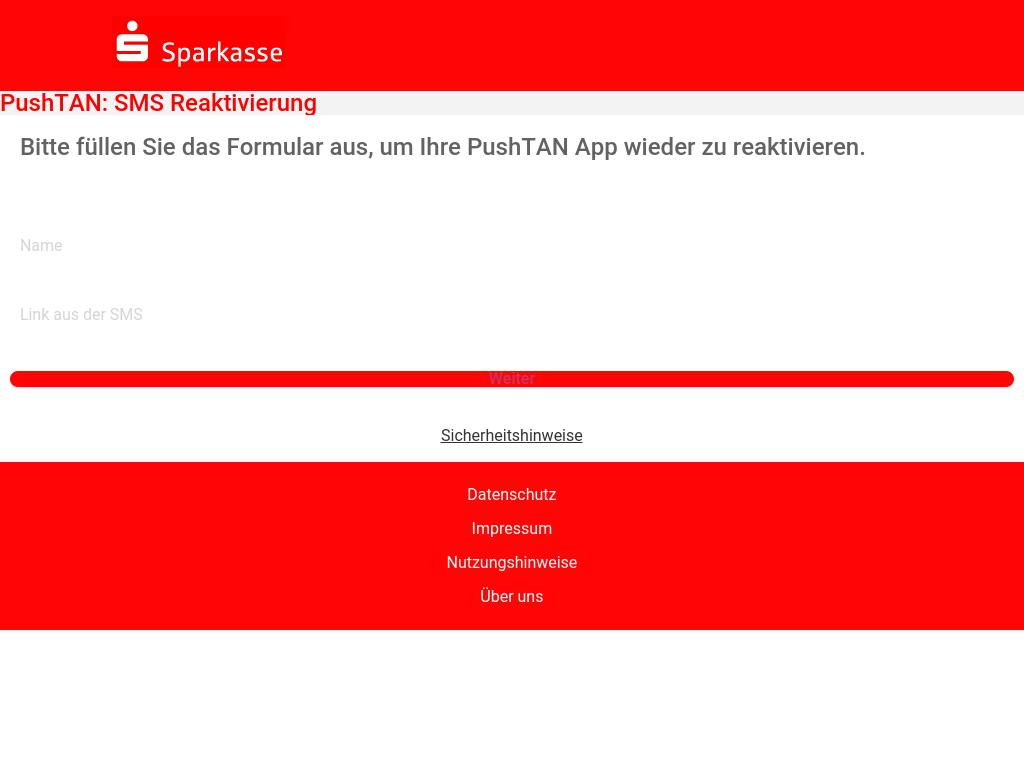 Sparkasse
PushTAN: SMS Reaktivierung
Bitte füllen Sie das Formular aus, um Ihre PushTAN App wieder zu reaktivieren.
Name
Link aus der SMS
Weiter
Sicherheitshinweise
Datenschutz
Impressum
Nutzungshinweise
Über uns